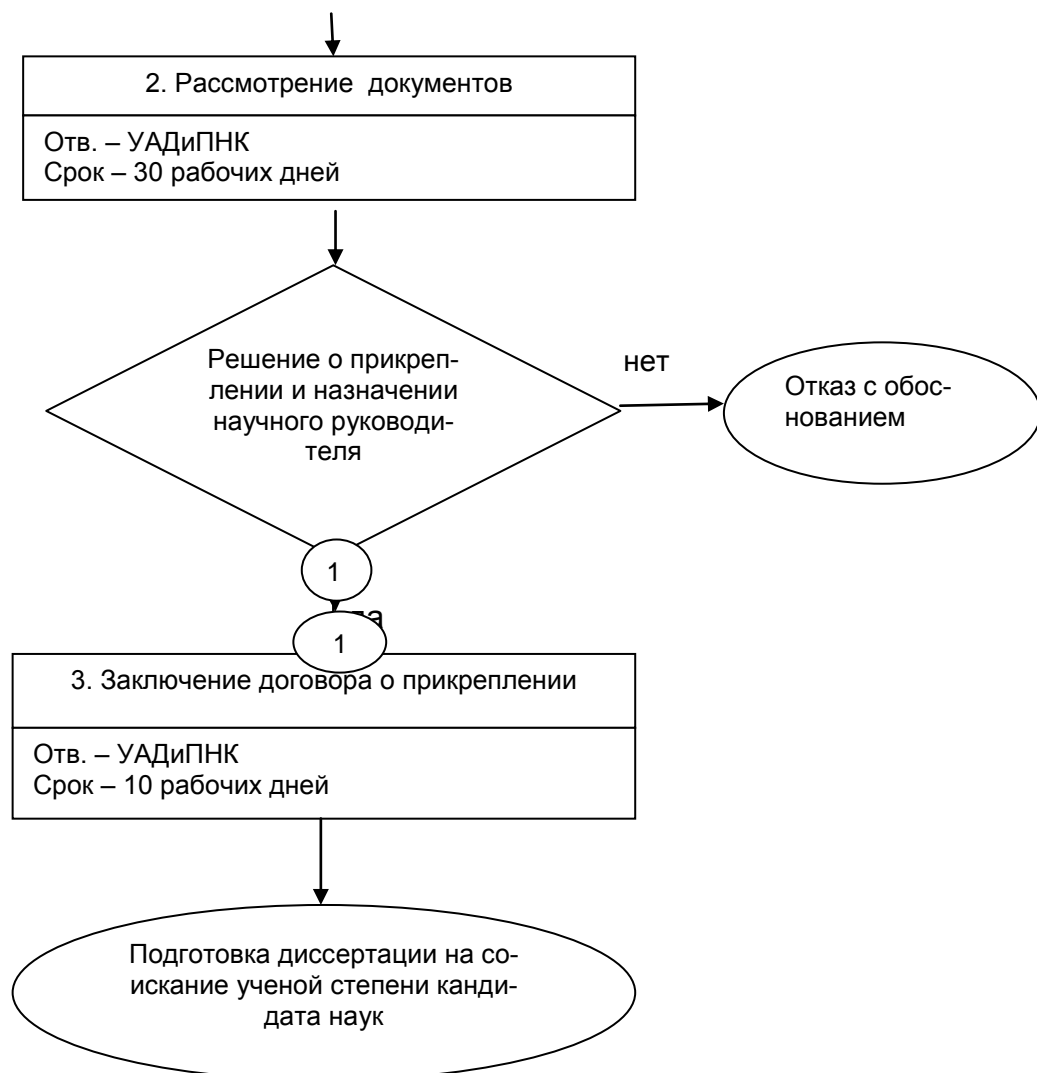 2. Рассмотрение документов
Отв. – УАДиПНК
Срок – 30 рабочих дней
Решение о прикреп-
лении и назначении
научного руководи-
теля
нет
Отказ с обос-
нованием
1
1
3. Заключение договора о прикреплении
Отв. – УАДиПНК
Срок – 10 рабочих дней
Подготовка диссертации на со-
искание ученой степени канди-
дата наук